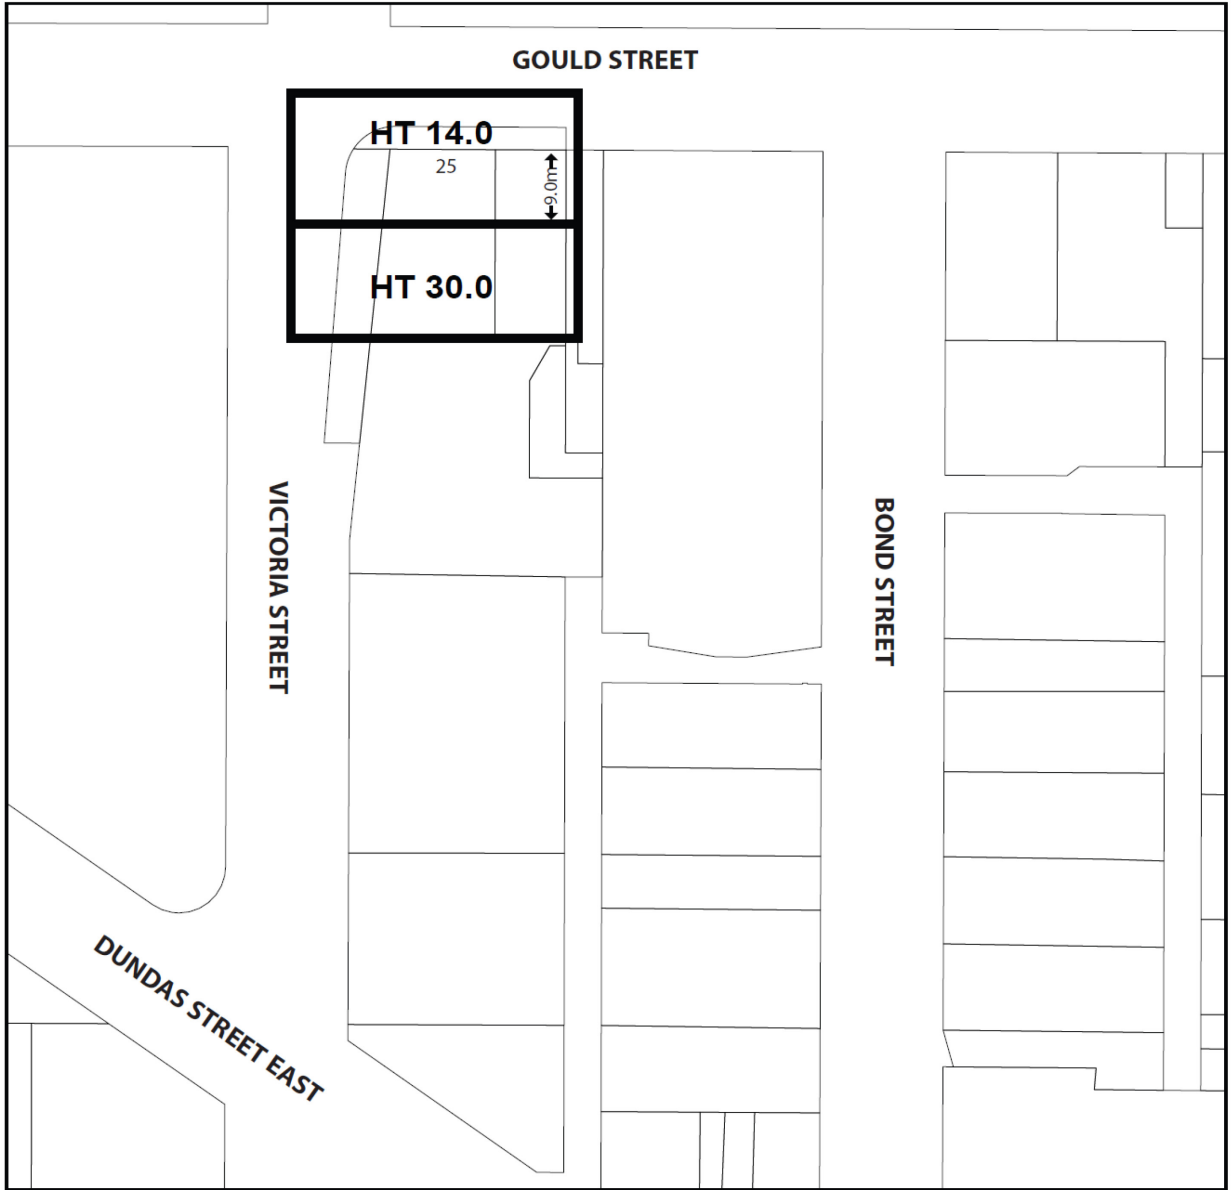 GOULD STREET
HT 14.0
25
9.0m
HT 30.0
VICTORIA STREET
BOND STREET
DUNDAS STREET EAST